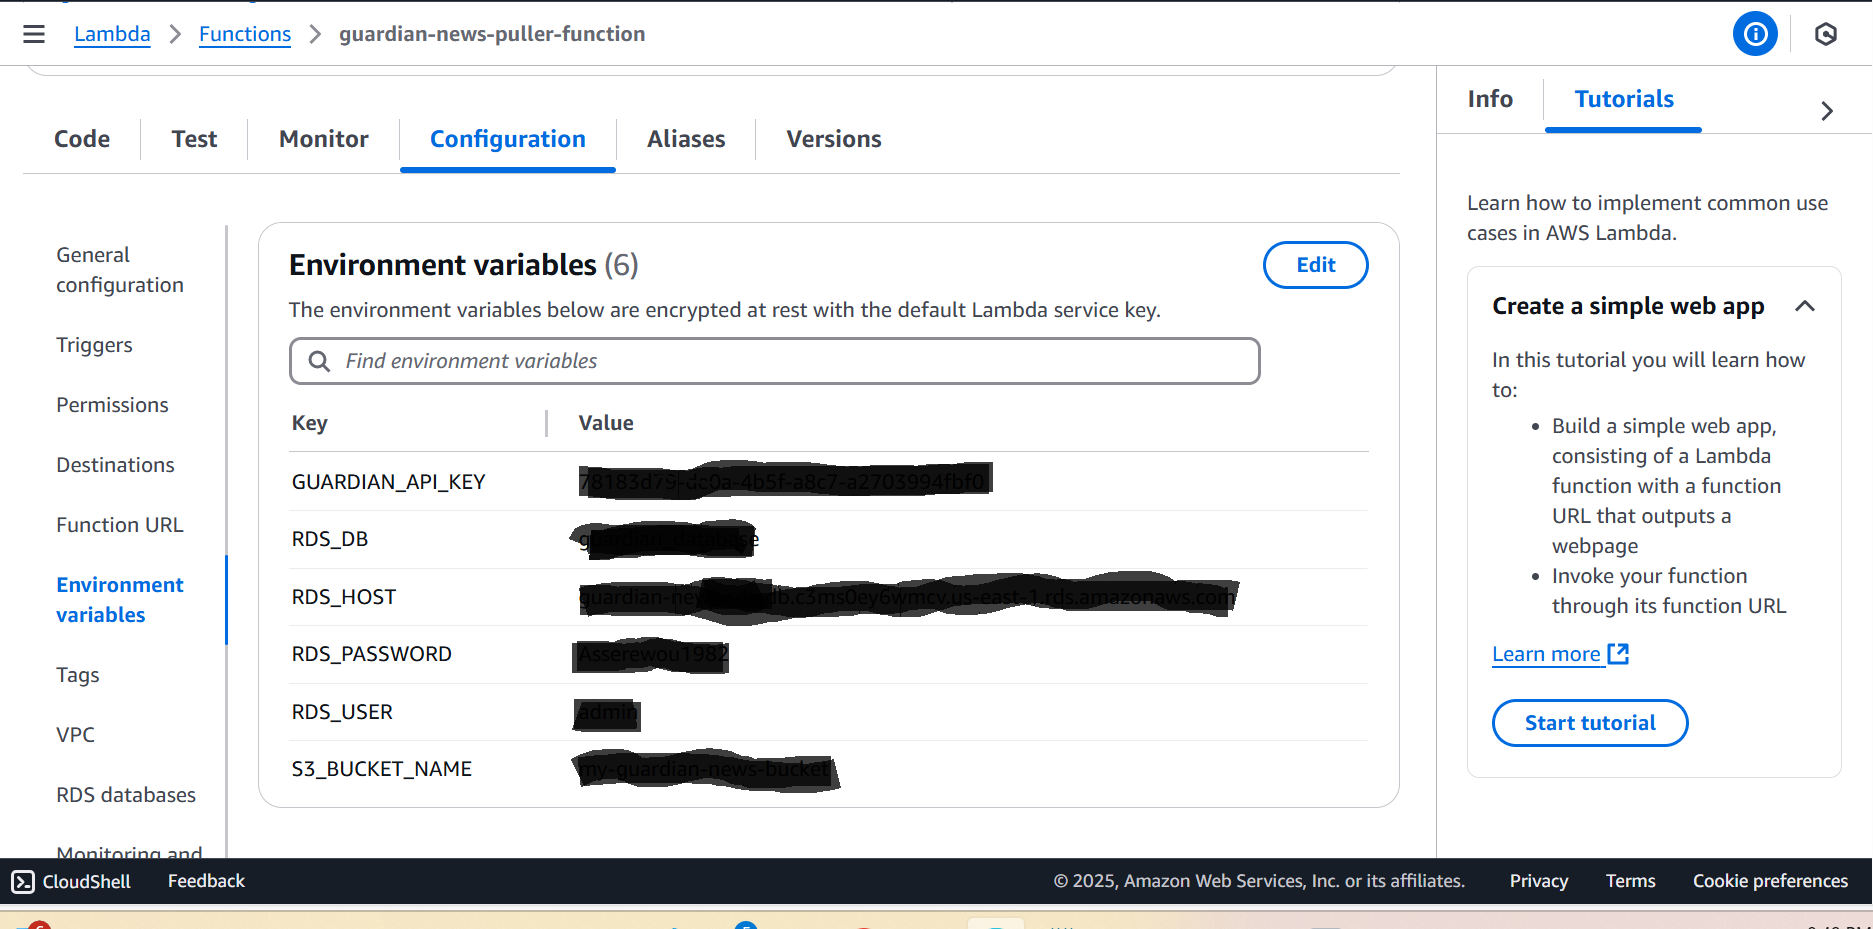 Lambda > Functions > guardian-news-puller-function
Info
Tutorials
Code
Test
Monitor
Configuration
Aliases
Versions
General
configuration
Triggers
Permissions
Destinations
Function URL
Environment
variables
Tags
VPC
RDS databases
Monitoring and
Environment variables (6)
Edit
The environment variables below are encrypted at rest with the default Lambda service key.
Find environment variables
Key
Value
GUARDIAN_API_KEY
RDS_DB
RDS_HOST
RDS_PASSWORD
RDS_USER
S3_BUCKET_NAME
Learn how to implement common use
cases in AWS Lambda.
Create a simple web app
In this tutorial you will learn how
to:
• Build a simple web app,
consisting of a Lambda
function with a function
URL that outputs a
webpage
• Invoke your function
through its function URL
Learn more
Start tutorial
CloudShell
Feedback
© 2025, Amazon Web Services, Inc. or its affiliates.
Privacy
Terms
Cookie preferences